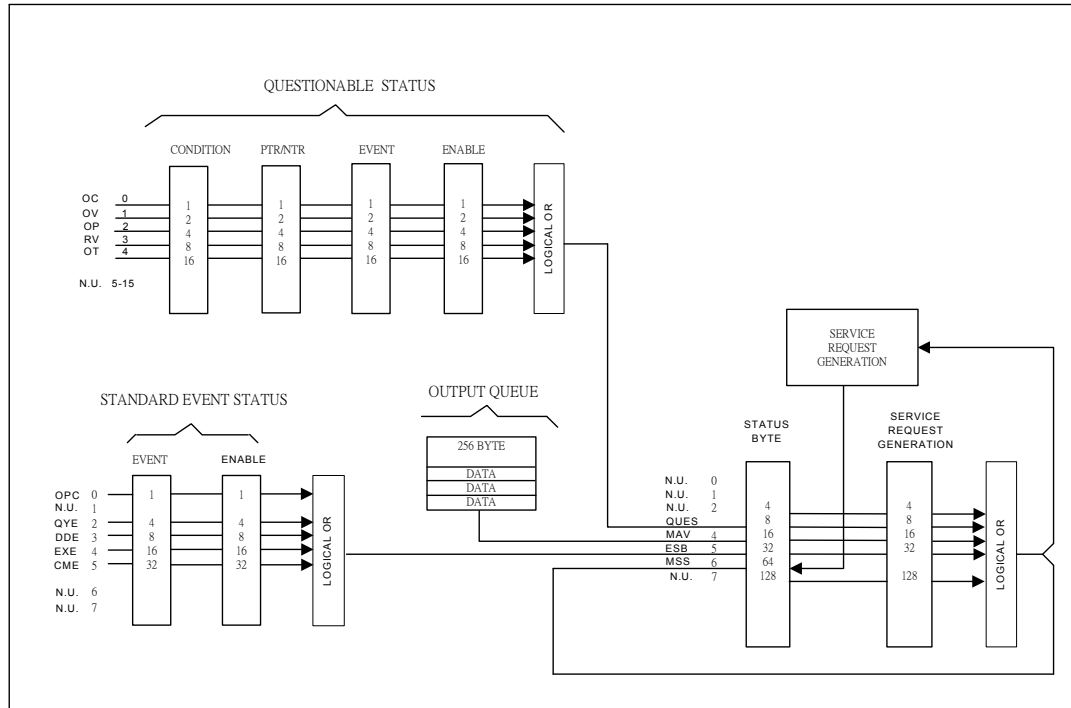 QUESTIONABLE STATUS
CONDITION PTR/NTR EVENT ENABLE
OC 0 1 1 1 1
OV 1 2 2 2 2
OP 2 4 4 4 4
RV 3 8 8 8 8
OT 4 16 16 16 16
N.U. 5-15
LOGICAL OR
SERVICE
REQUEST
GENERATION
STANDARD EVENT STATUS
EVENT ENABLE
OPC 0 1 1
N.U. 1
QYE 2 4 4
DDE 3 8 8
EXE 4 16 16
CME 5 32 32
N.U. 6
N.U. 7
LOGICAL OR
OUTPUT QUEUE
256 BYTE
DATA
DATA
DATA
STATUS
BYTE
SERVICE
REQUEST
GENERATION
N.U. 0
N.U. 1
N.U. 2 4 4
QUES 8 8
MAV 4 16 16
ESB 5 32 32
MSS 6 64
N.U. 7 128 128
LOGICAL OR